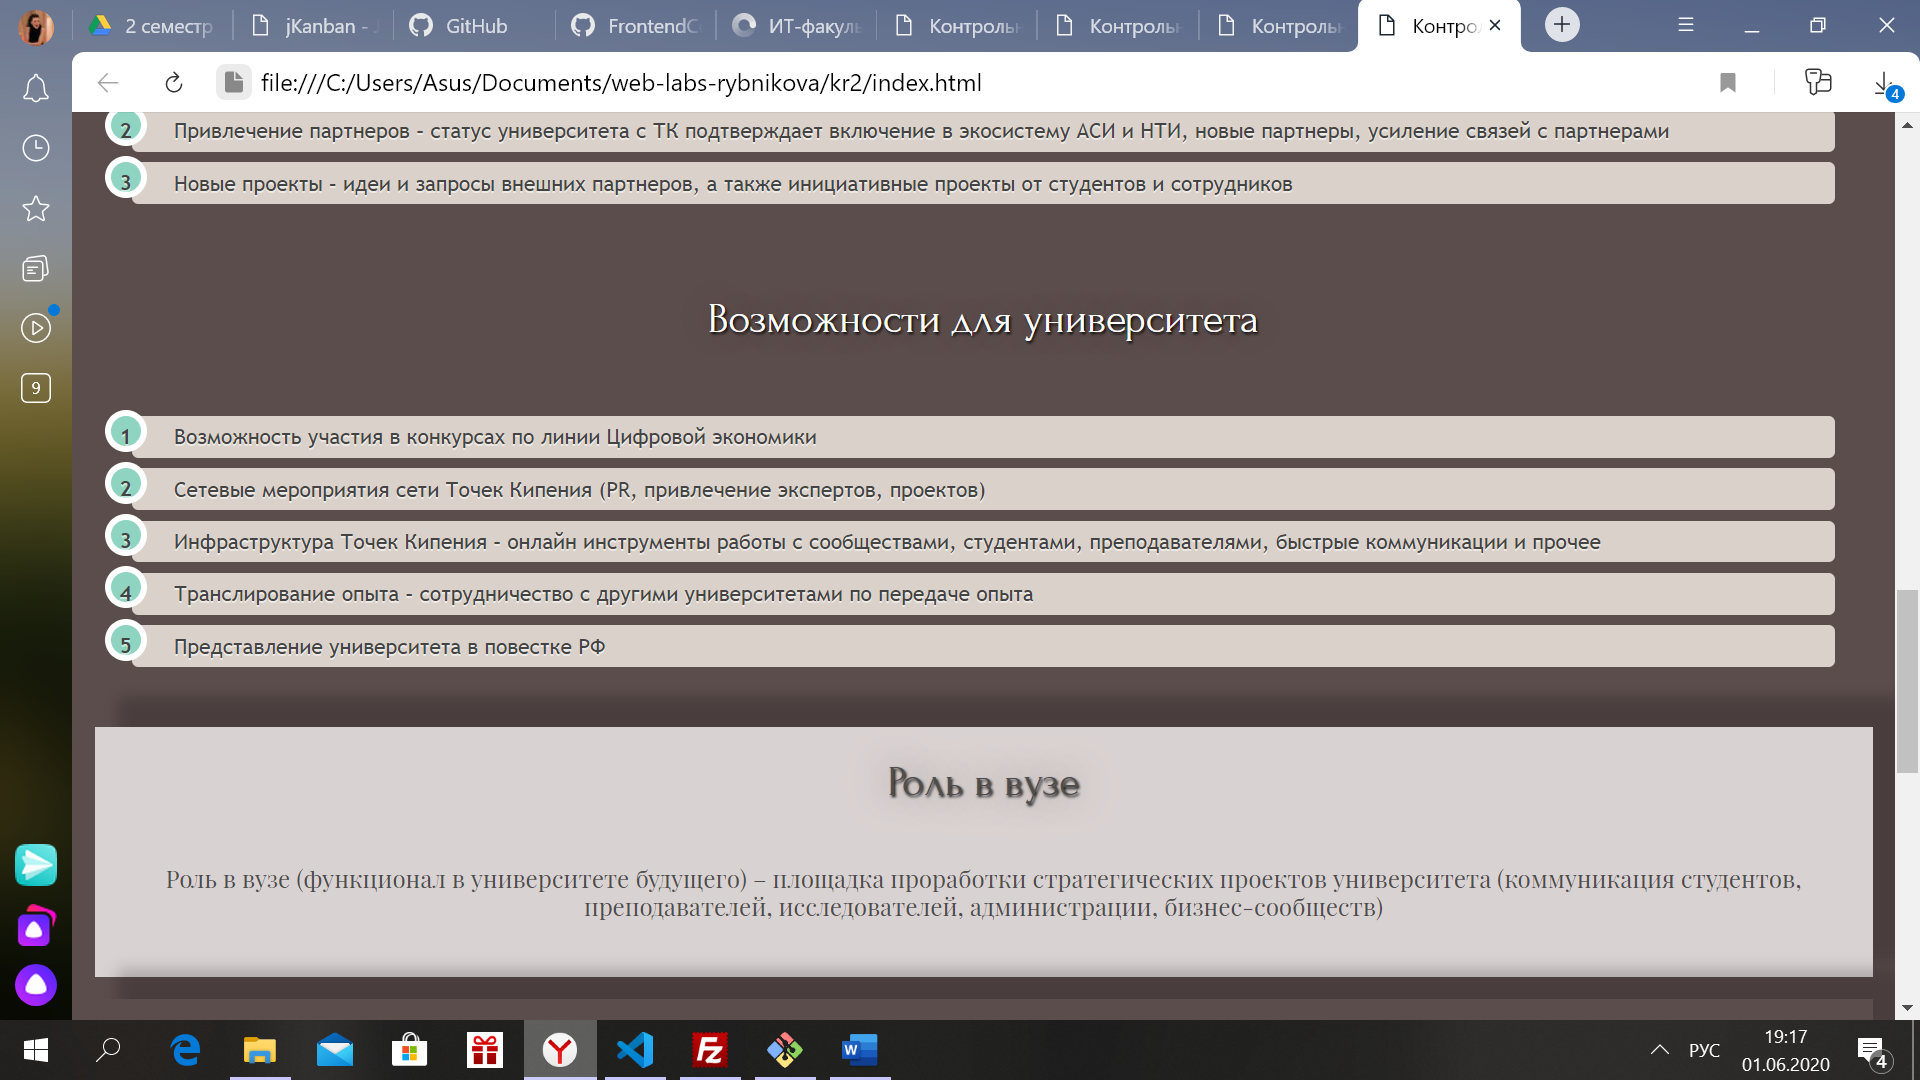 2 семестр
jKanban -
GitHub
FrontendC
ИТ-факуль
Контроль
Контроль
Контроль
Контро
file:///C:/Users/Asus/Documents/web-labs-rybnikova/kr2/index.html
4
2 Привлечение партнеров - статус университета с ТК подтверждает включение в экосистему АСИ и НТИ, новые партнеры, усиление связей с партнерами
3 Новые проекты - идеи и запросы внешних партнеров, а также инициативные проекты от студентов и сотрудников
Возможности для университета
9
1 Возможность участия в конкурсах по линии Цифровой экономики
2 Сетевые мероприятия сети Точек Кипения (PR, привлечение экспертов, проектов)
3 Инфраструктура Точек Кипения - онлайн инструменты работы с сообществами, студентами, преподавателями, быстрые коммуникации и прочее
4 Транслирование опыта - сотрудничество с другими университетами по передаче опыта
5 Представление университета в повестке РФ
Роль в вузе
Роль в вузе (функционал в университете будущего) – площадка проработки стратегических проектов университета (коммуникация студентов,
преподавателей, исследователей, администрации, бизнес-сообществ)
РУС
19:17
01.06.2020
4